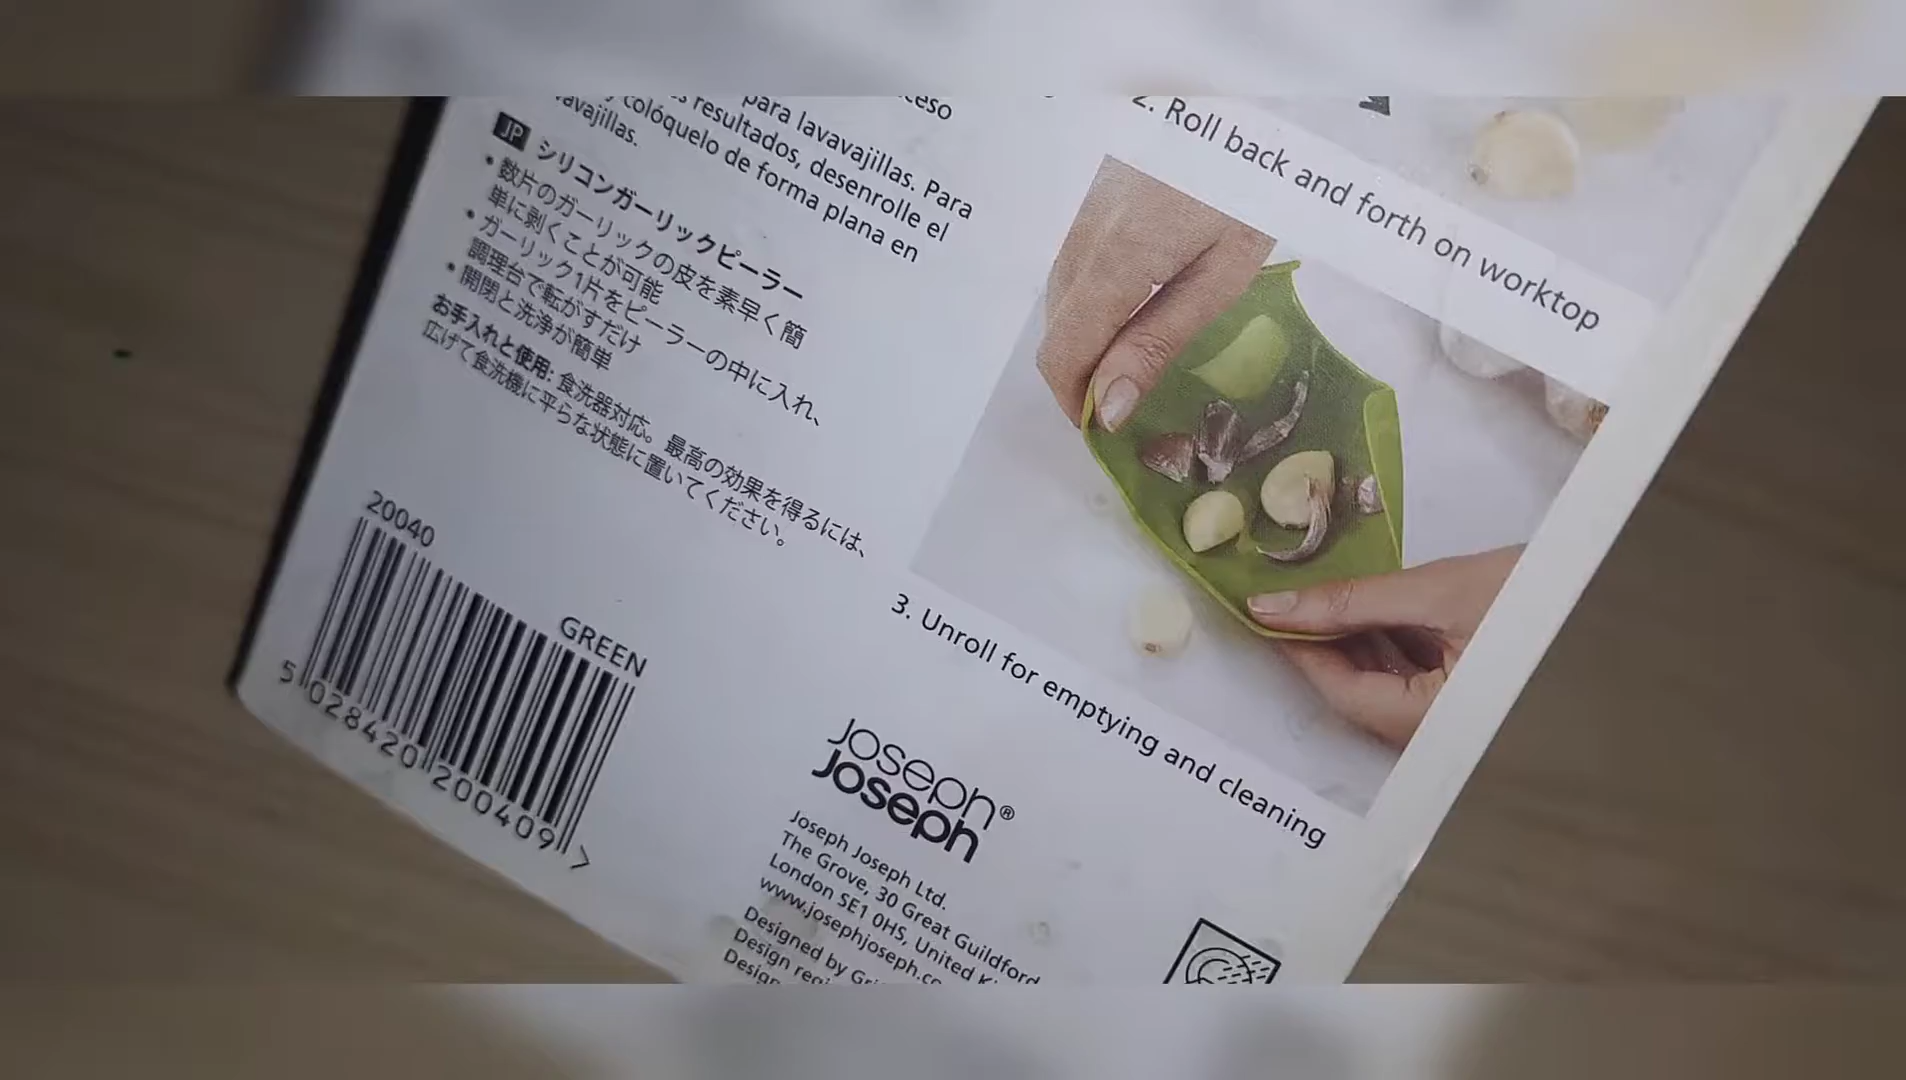 ceso
para lavavajillas. Para
resultados, desenrolle el
y colóquelo de forma plana en
lavavajillas.
JP シリコンガーリックピーラー
• 数片のガーリックの皮を素早く簡
単に剥くことが可能
• ガーリック1片をピーラーの中に入れ、
調理台で転がすだけ
• 開閉と洗浄が簡単
お手入れと使用: 食洗器対応。最高の効果を得るには、
広げて食洗機に平らな状態に置いてください。
20040
GREEN
5 028420 200409 >
2. Roll back and forth on worktop
3. Unroll for emptying and cleaning
Joseph
Joseph®
Joseph Joseph Ltd.
The Grove, 30 Great Guildford
London SE1 0HS, United
www.josephjoseph.co
Designed by
Design
Design